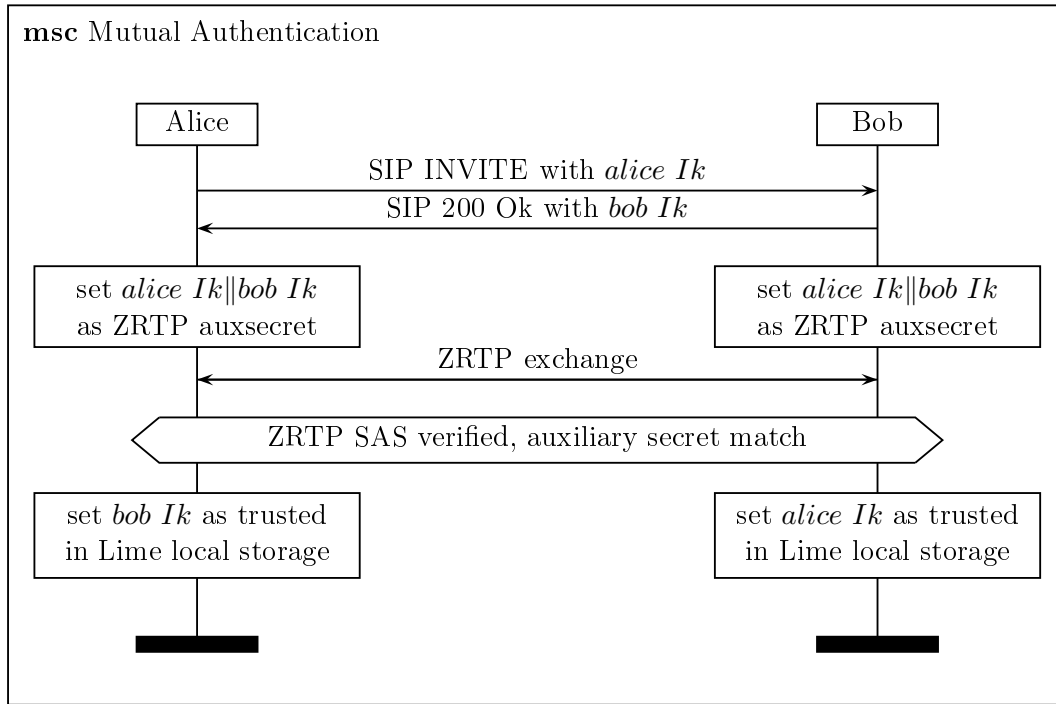 msc Mutual Authentication
Alice
Bob
SIP INVITE with alice Ik
SIP 200 Ok with bob Ik
set alice Ik‖bob Ik
as ZRTP auxsecret
set alice Ik‖bob Ik
as ZRTP auxsecret
ZRTP exchange
ZRTP SAS verified, auxiliary secret match
set bob Ik as trusted
in Lime local storage
set alice Ik as trusted
in Lime local storage